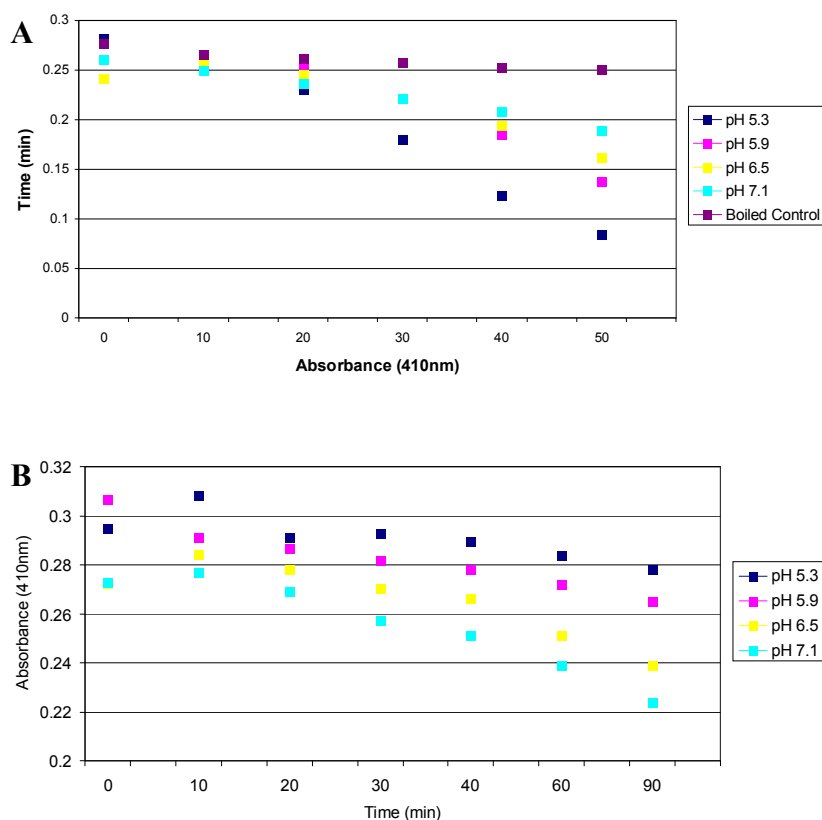 A
0.3
0.25
0.2
0.15
0.1
0.05
0
Time (min)
0 10 20 30 40 50
Absorbance (410nm)
pH 5.3
pH 5.9
pH 6.5
pH 7.1
Boiled Control
B
0.32
0.3
0.28
0.26
0.24
0.22
0.2
Absorbance (410nm)
0 10 20 30 40 60 90
Time (min)
pH 5.3
pH 5.9
pH 6.5
pH 7.1